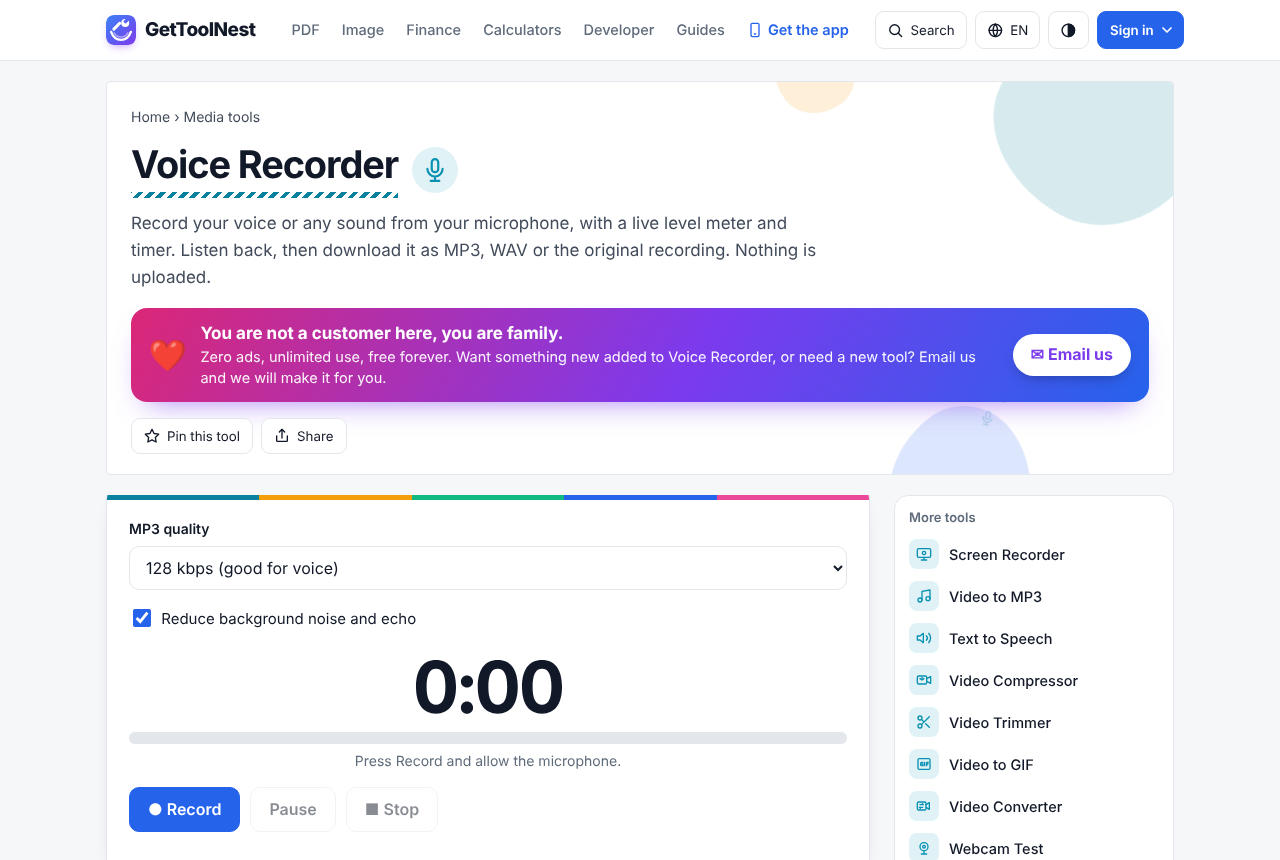 GetToolNest
PDF
Image
Finance
Calculators
Developer
Guides
Get the app
Search
EN
Sign in
Home › Media tools
Voice Recorder
Record your voice or any sound from your microphone, with a live level meter and
timer. Listen back, then download it as MP3, WAV or the original recording. Nothing is
uploaded.
You are not a customer here, you are family.
Zero ads, unlimited use, free forever. Want something new added to Voice Recorder, or need a new tool? Email us
and we will make it for you.
✉ Email us
Pin this tool
Share
MP3 quality
128 kbps (good for voice)
Reduce background noise and echo
0:00
Press Record and allow the microphone.
● Record
Pause
■ Stop
More tools
Screen Recorder
Video to MP3
Text to Speech
Video Compressor
Video Trimmer
GIF
Video to GIF
Video Converter
Webcam Test